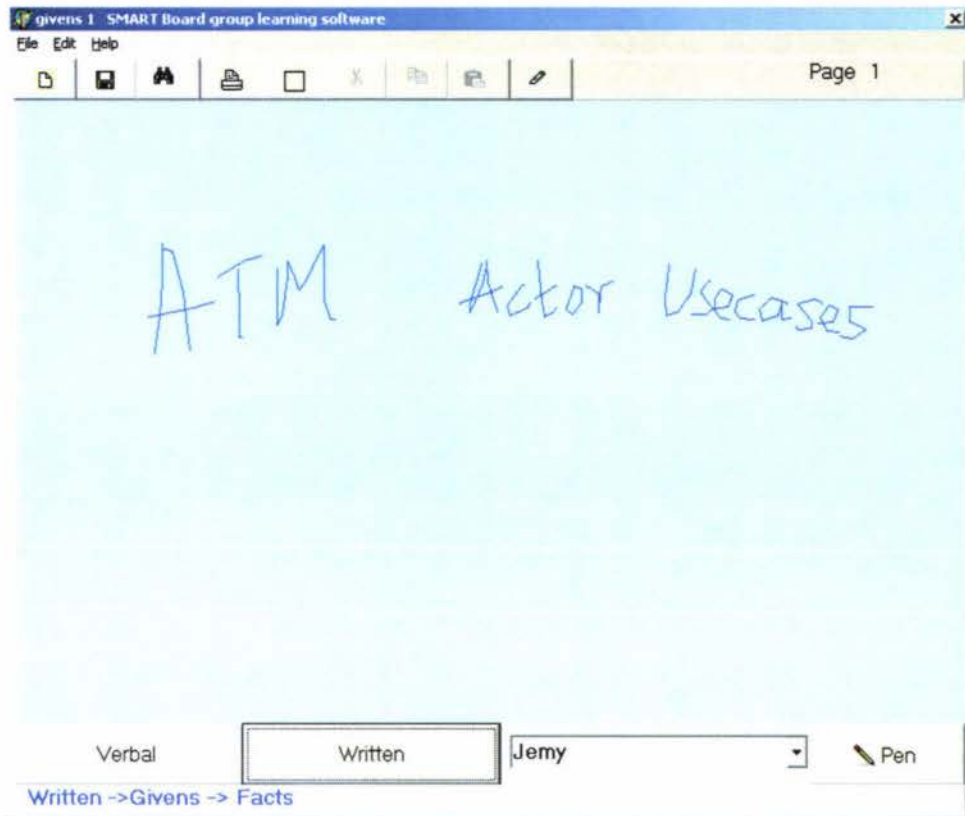 givens 1 SMART Board group learning software
File Edit Help
Page 1
ATM Actor Usecases
Verbal Written Jemy Pen
Written ->Givens -> Facts